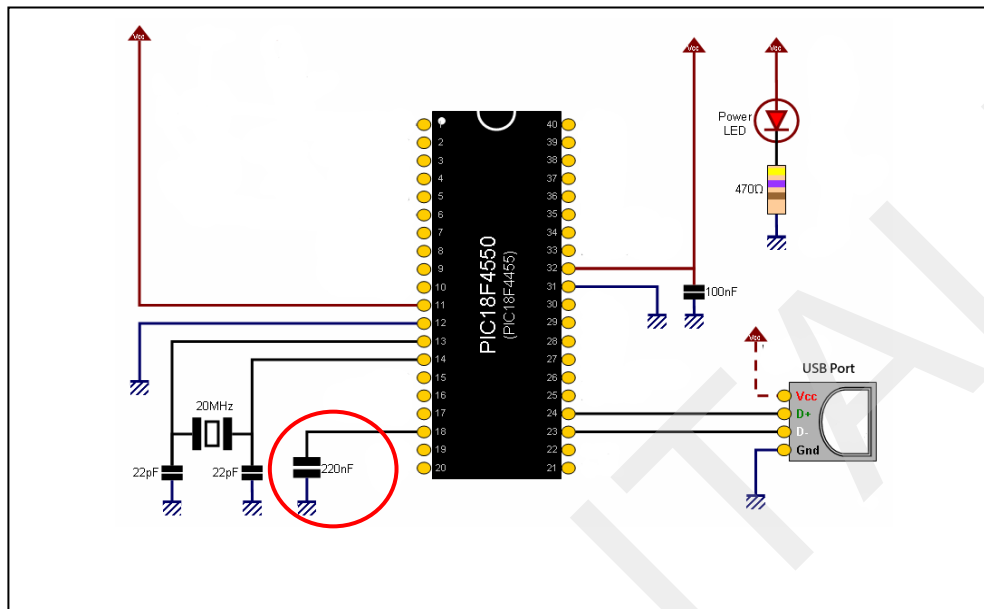 Vcc
Vcc
Vcc
Power
LED
470Ω
1
2
3
4
5
6
7
8
9
10
11
12
13
14
15
16
17
18
19
20
PIC18F4550
(PIC18F4455)
40
39
38
37
36
35
34
33
32
31
30
29
28
27
26
25
24
23
22
21
100nF
Vcc
USB Port
Vcc
D+
D-
Gnd
20MHz
22pF
22pF
220nF
ITAL